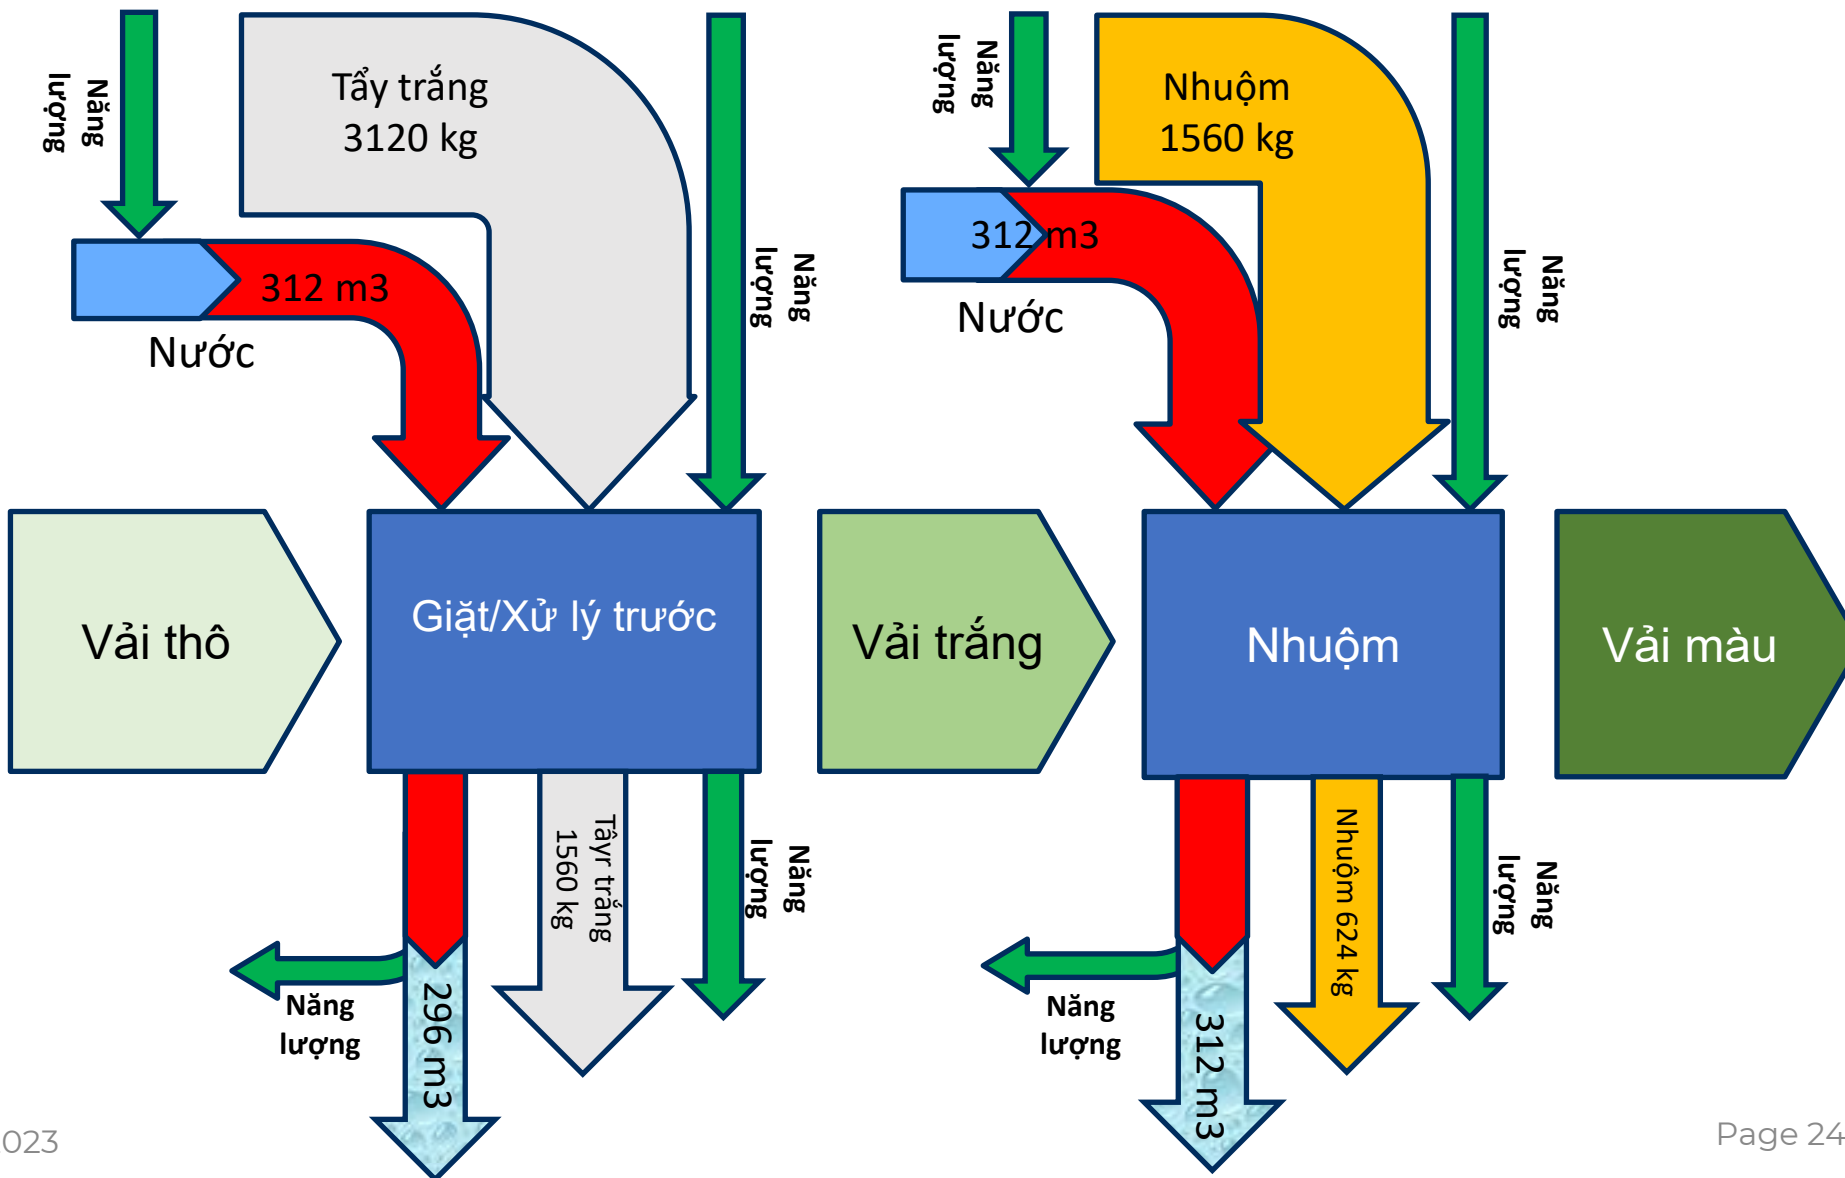 Năng
lượng
Tẩy trắng
3120 kg
312 m3
Nước
Năng
lượng
Năng
lượng
Nhuộm
1560 kg
312 m3
Nước
Năng
lượng
Vải thô
Giặt/Xử lý trước
Vải trắng
Nhuộm
Vải màu
Tâyr trắng
1560 kg
Năng
lượng
Năng
lượng
296 m3
Nhuộm 624 kg
Năng
lượng
Năng
lượng
312 m3
023
Page 24